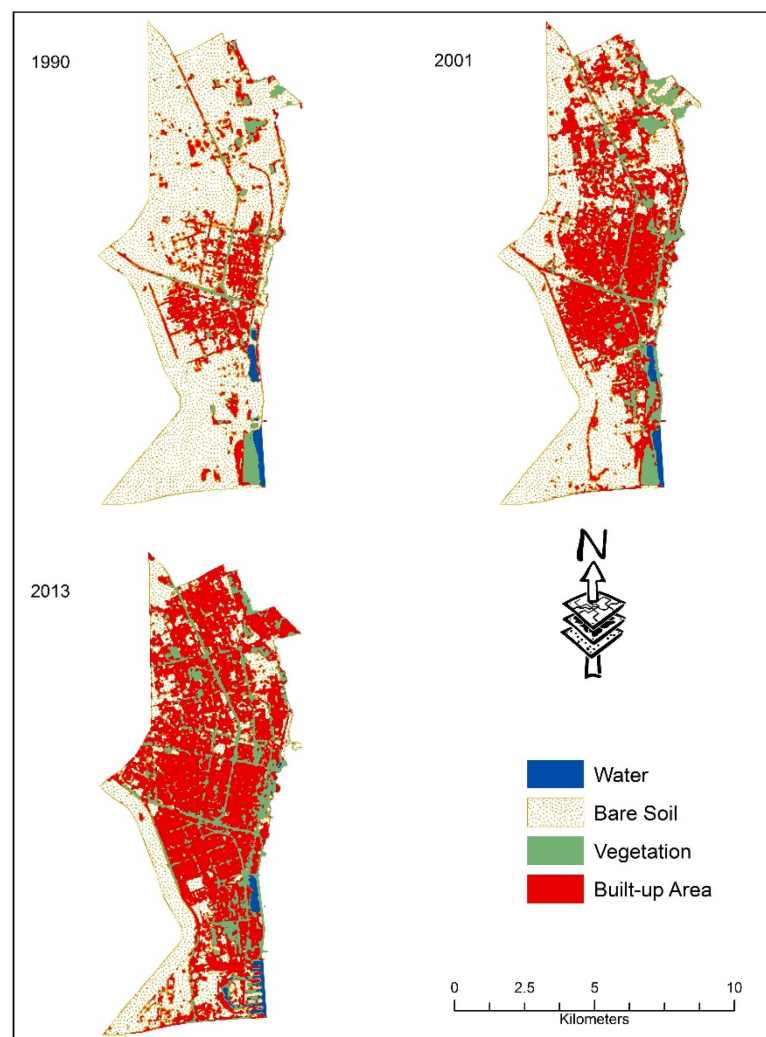 1990
2001
2013
N
Water
Bare Soil
Vegetation
Built-up Area
0 2.5 5 10
Kilometers